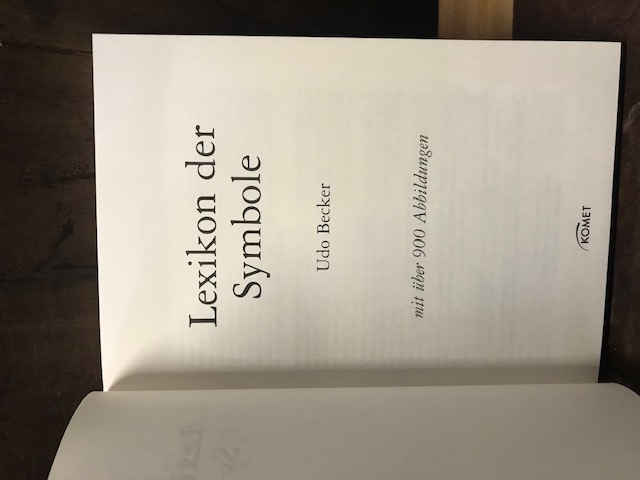 Lexikon der
Symbole
Udo Becker
mit über 900 Abbildungen
KOMET